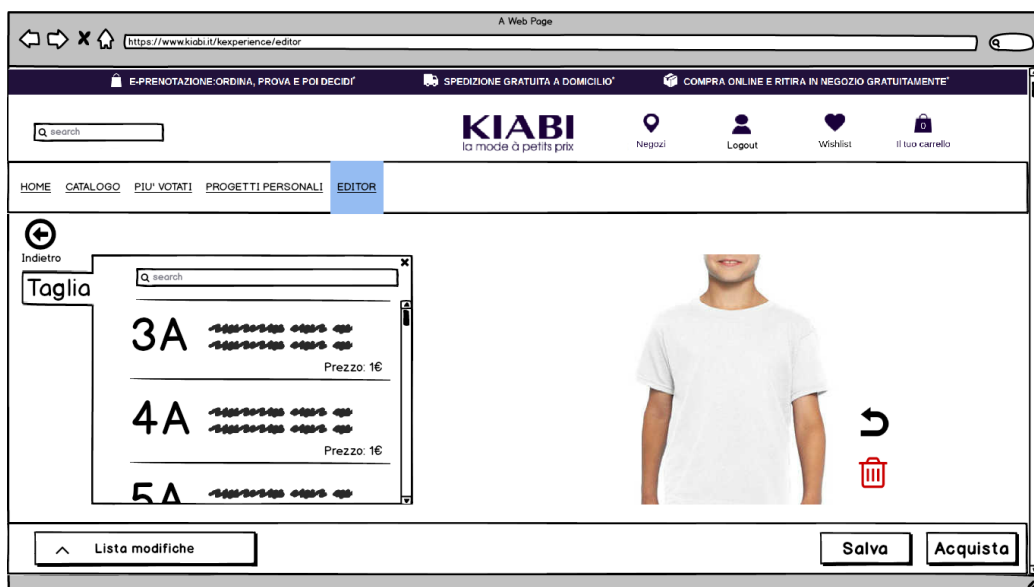 A Web Page
https://www.kiabi.it/kexperience/editor
E-PRENOTAZIONE:ORDINA, PROVA E POI DECIDI* SPEDIZIONE GRATUITA A DOMICILIO* COMPRA ONLINE E RITIRA IN NEGOZIO GRATUITAMENTE*
search
KIABI
la mode à petits prix
Negozi
Logout
Wishlist
0
Il tuo carrello
HOME CATALOGO PIU' VOTATI PROGETTI PERSONALI EDITOR
Indietro
Taglia
search
3A
Prezzo: 1€
4A
Prezzo: 1€
5A
Lista modifiche
Salva
Acquista